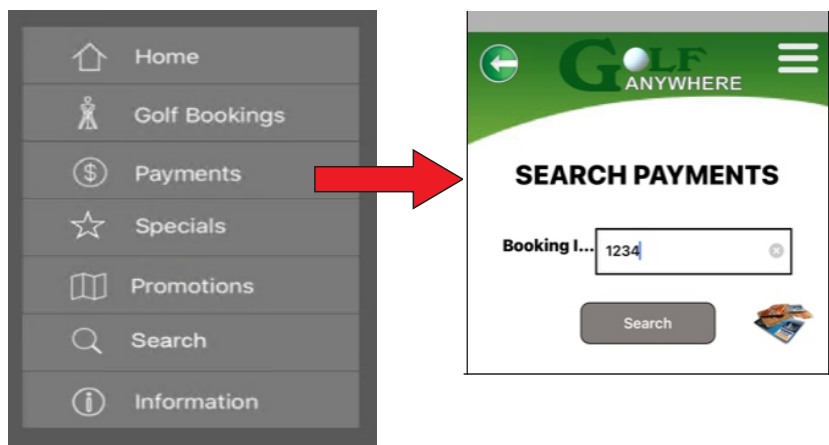 Home
Golf Bookings
Payments
Specials
Promotions
Search
Information
GOLF
ANYWHERE
SEARCH PAYMENTS
Booking I... 1234
Search